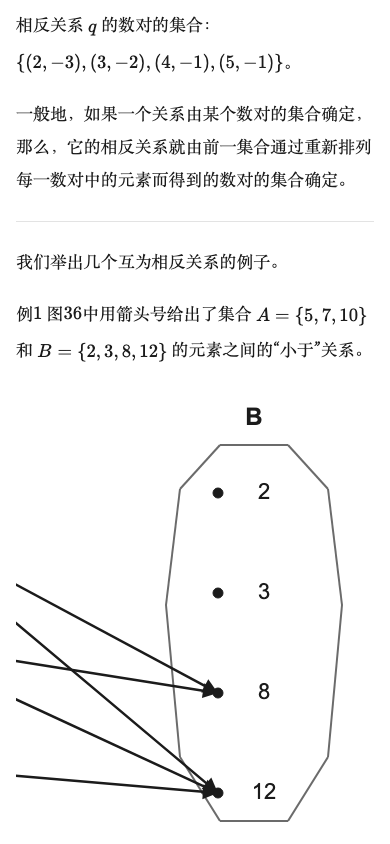 相反关系 q 的数对的集合：
{(2, −3), (3, −2), (4, −1), (5, −1)}。
一般地，如果一个关系由某个数对的集合确定，
那么，它的相反关系就由前一集合通过重新排列
每一数对中的元素而得到的数对的集合确定。
我们举出几个互为相反关系的例子。
例1 图36中用箭头号给出了集合 A = {5, 7, 10}
和 B = {2, 3, 8, 12} 的元素之间的“小于”关系。
B
2
3
8
12